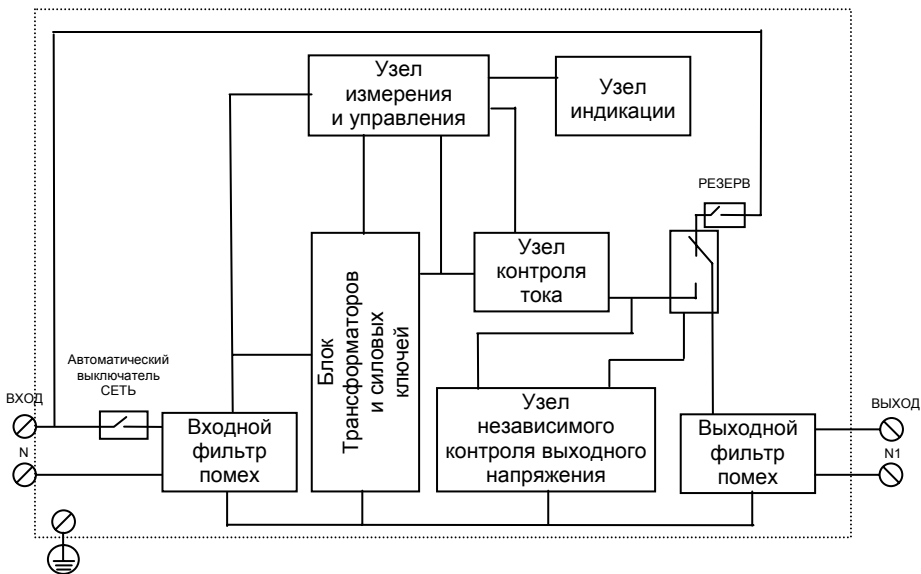 Узел
измерения
и управления
Узел
индикации
РЕЗЕРВ
Узел
контроля
тока
Блок
Трансформаторов
и силовых
ключей
Автоматический
выключатель
СЕТЬ
ВХОД
N
Входной
фильтр
помех
Узел
независимого
контроля выходного
напряжения
Выходной
фильтр
помех
ВЫХОД
N1